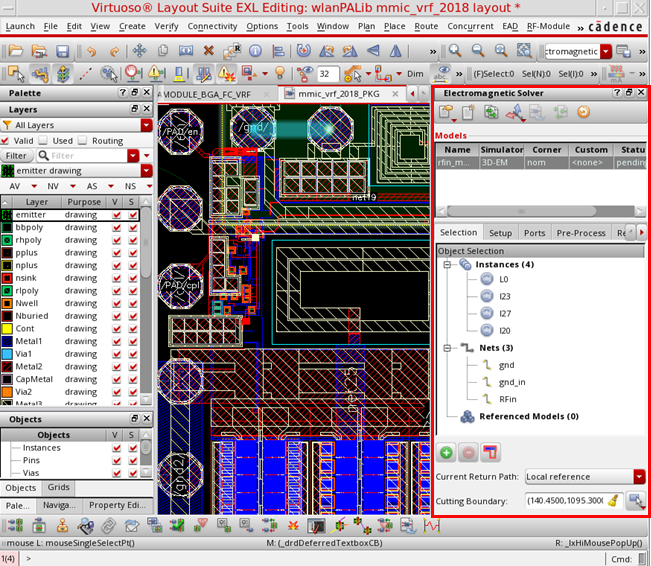 Virtuoso® Layout Suite EXL Editing: wlanPALib mmic_vrf_2018 layout *
Launch File Edit View Create Verify Connectivity Options Tools Window Place Route Concurrent EAD RF-Module » cādence
ctromagnetic
32 Dim abc (F)Select:0 Sel(N):0 Sel(I):0
Palette
MODULE_BGA_FC_VRF
mmic_vrf_2018_PKG
Electromagnetic Solver
Layers
All Layers
Valid Used Routing
Filter Filter
emitter drawing
AV NV AS NS
Layer Purpose V S
emitter drawing
bbpoly drawing
rhpoly drawing
pplus drawing
nplus drawing
nsink drawing
rlpoly drawing
Nwell drawing
Nburied drawing
Cont drawing
Metal1 drawing
Via1 drawing
Metal2 drawing
CapMetal drawing
Via2 drawing
Metal3 drawing
Objects
Objects V S
Instances
Pins
Vias
Objects Grids
Pale... Naviga... Property Edi...
/PAD/en
/gnd/
net19
/PAD/cpl
net25
/gnd2/
Models
Name Simulator Corner Custom Statu
rfin_m... 3D-EM nom <none> pending
Selection Setup Ports Pre-Process Re
Object Selection
Instances (4)
L0
I23
I27
I20
Nets (3)
gnd
gnd_in
RFin
Referenced Models (0)
Current Return Path: Local reference
Cutting Boundary: (140.4500,1095.3000
mouse L: mouseSingleSelectPt() M: (_drdDeferredTextboxCB) R: _lxHiMousePopUp()
1(4) > Cmd: